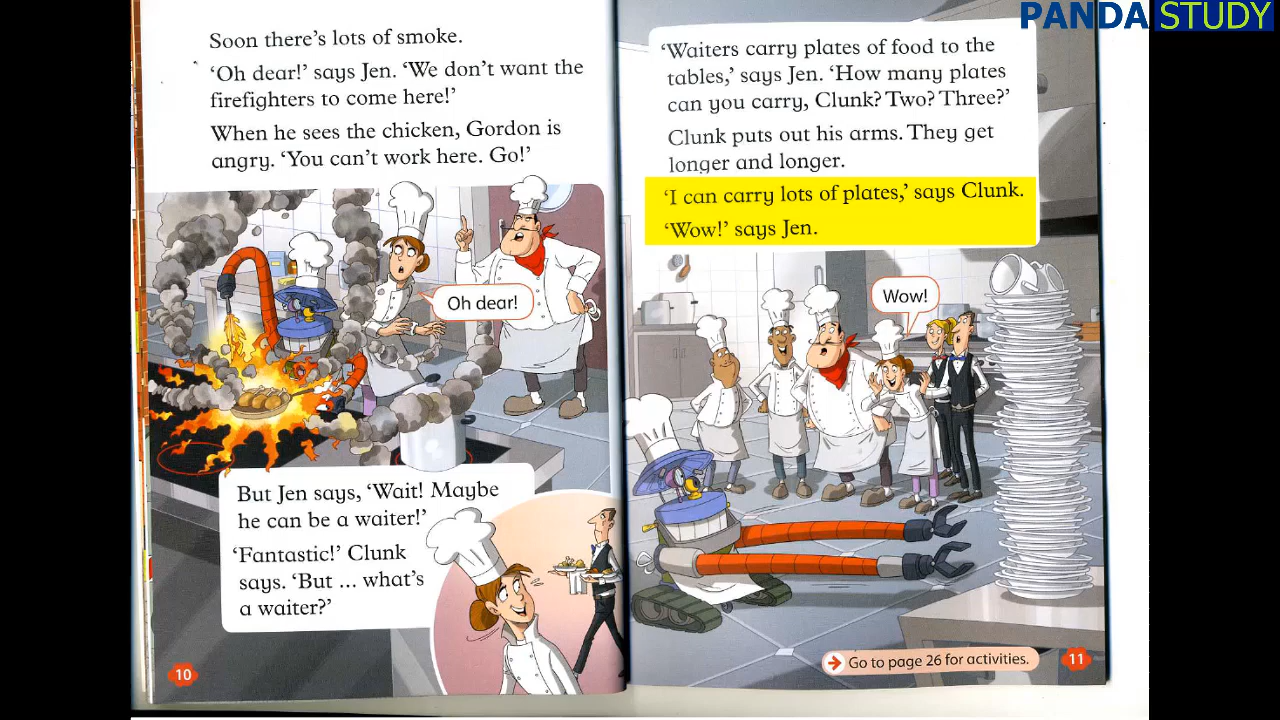 PANDA STUDY
Soon there's lots of smoke.
'Oh dear!' says Jen. 'We don't want the
firefighters to come here!'
When he sees the chicken, Gordon is
angry. 'You can't work here. Go!'
Oh dear!
But Jen says, 'Wait! Maybe
he can be a waiter!'
'Fantastic!' Clunk
says. 'But ... what's
a waiter?'
10
'Waiters carry plates of food to the
tables,' says Jen. 'How many plates
can you carry, Clunk? Two? Three?'
Clunk puts out his arms. They get
longer and longer.
'I can carry lots of plates,' says Clunk.
'Wow!' says Jen.
Wow!
Go to page 26 for activities.
11